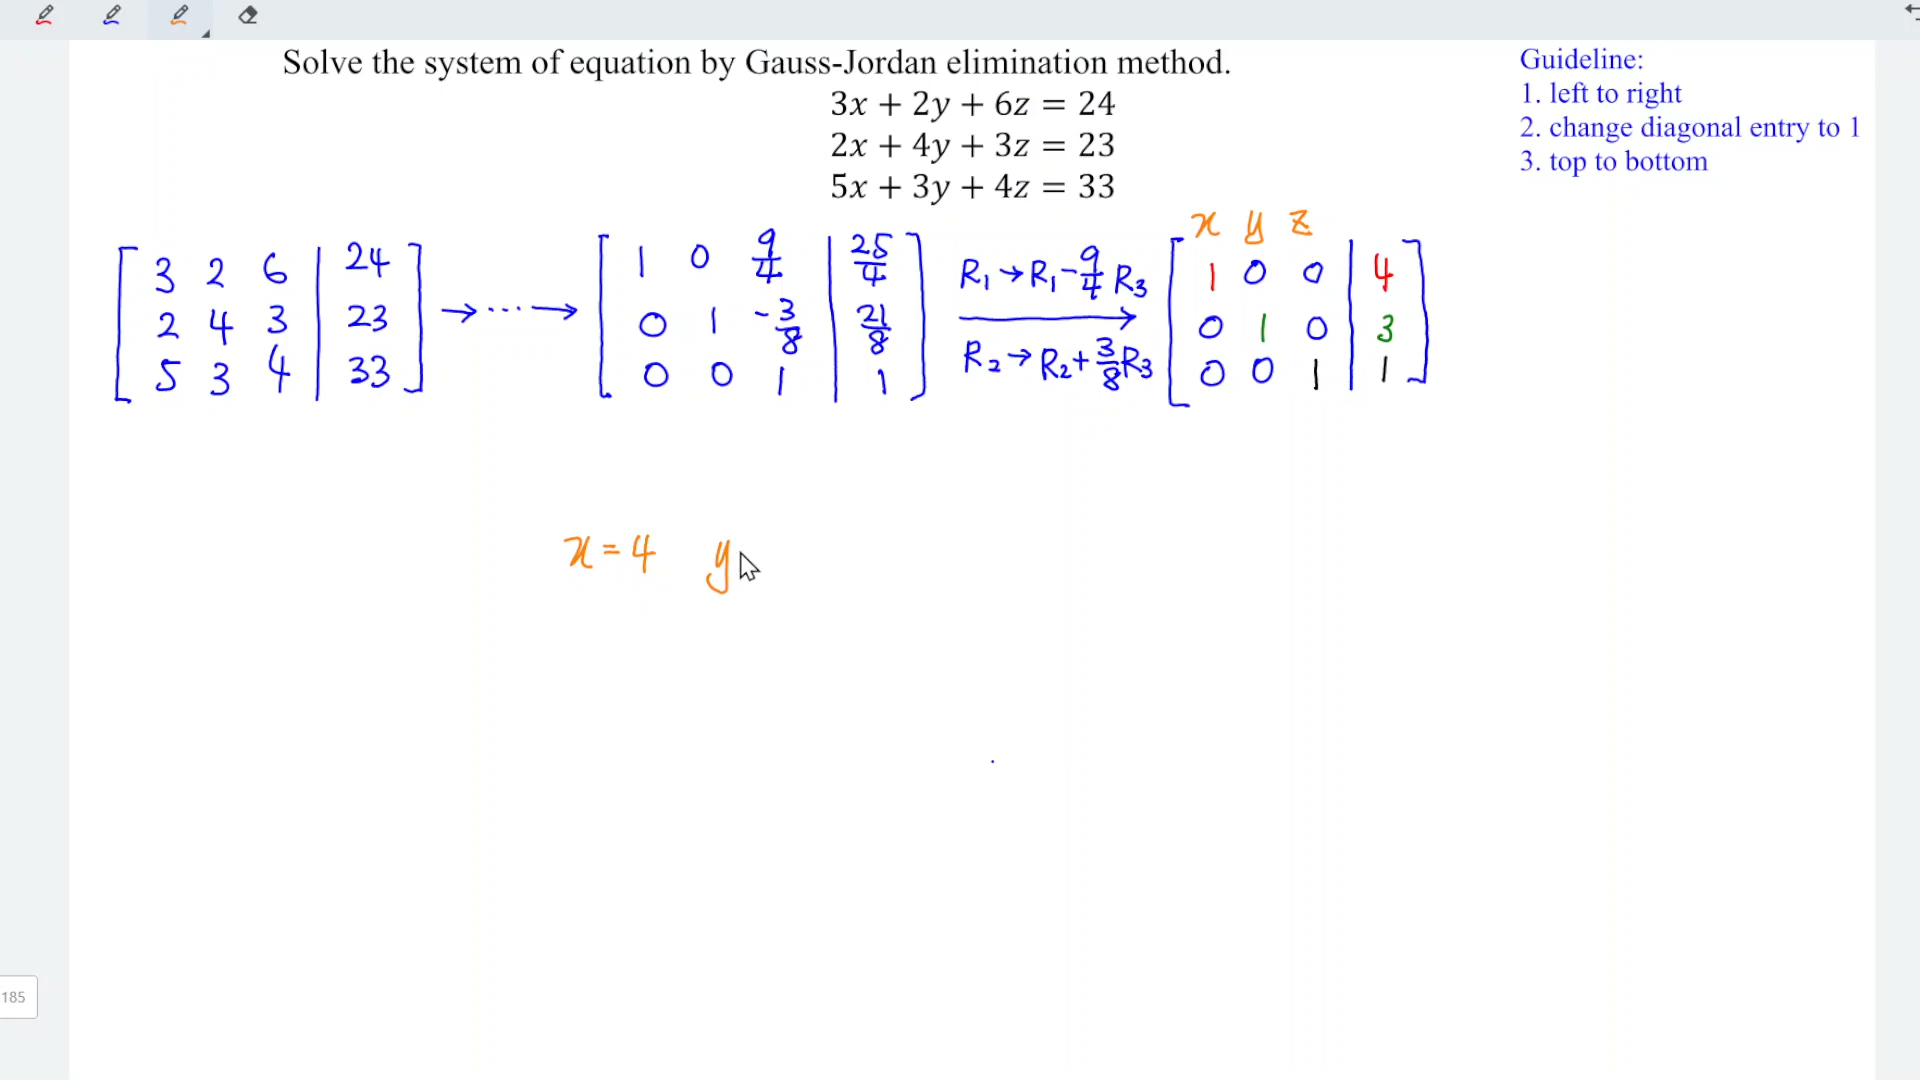 Solve the system of equation by Gauss-Jordan elimination method.
3x + 2y + 6z = 24
2x + 4y + 3z = 23
5x + 3y + 4z = 33
Guideline:
1. left to right
2. change diagonal entry to 1
3. top to bottom
x y z
3 2 6 | 24 1 0 9/4 | 25/4 R₁→R₁-9/4 R₃ 1 0 0 | 4
2 4 3 | 23 →···→ 0 1 -3/8 | 21/8 → 0 1 0 | 3
5 3 4 | 33 0 0 1 | 1 R₂→R₂+3/8R₃ 0 0 1 | 1
x=4 y
185